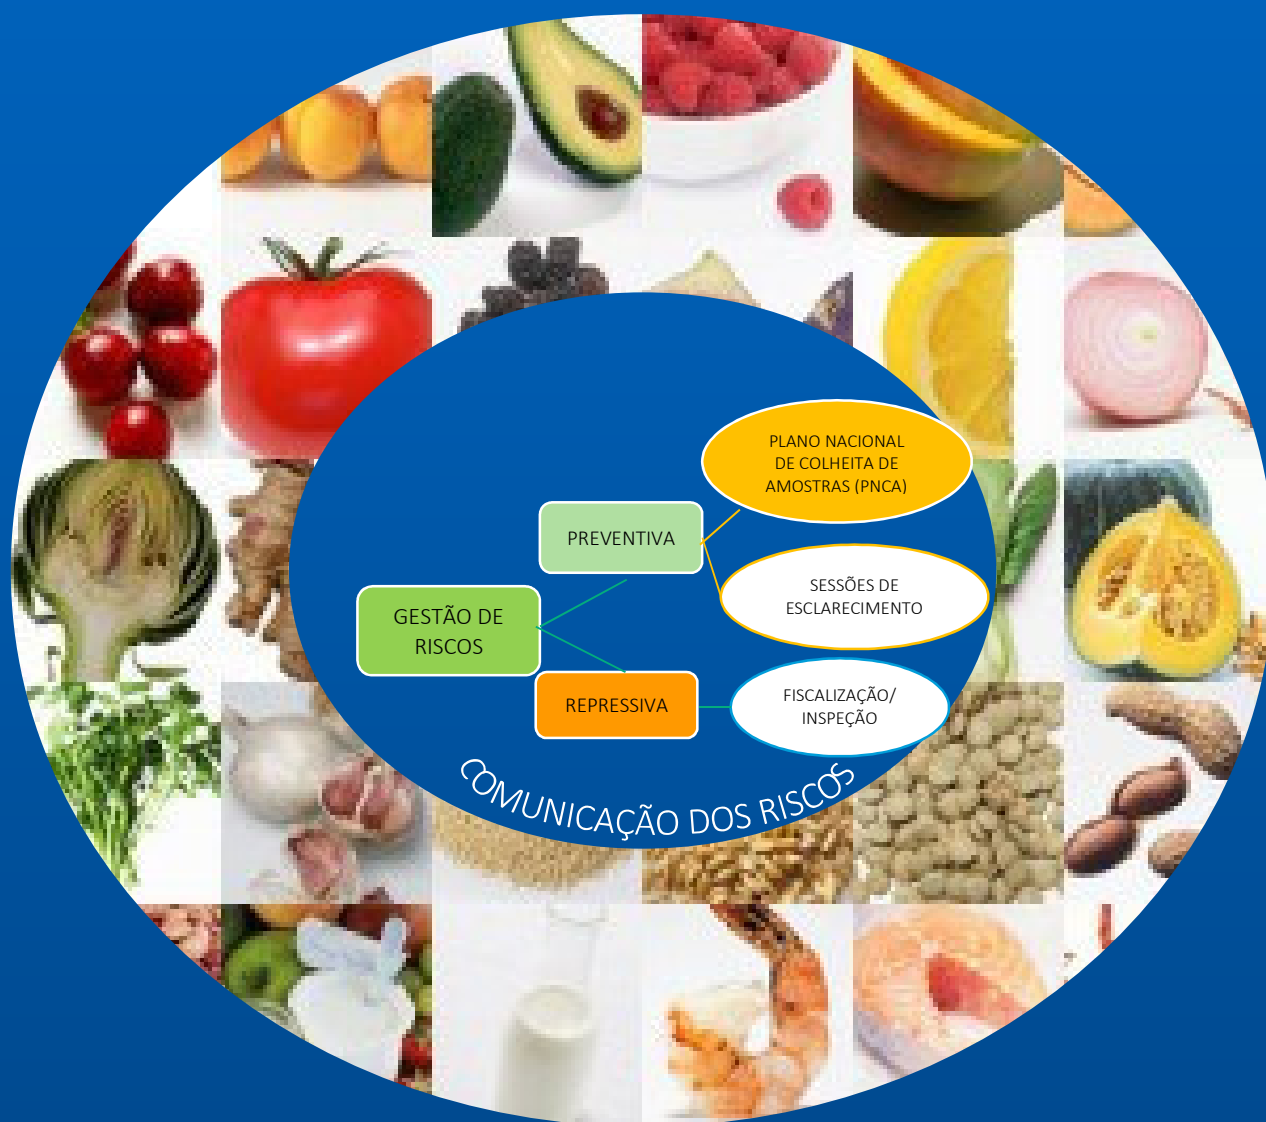 PLANO NACIONAL
DE COLHEITA DE
AMOSTRAS (PNCA)
PREVENTIVA
SESSÕES DE
ESCLARECIMENTO
GESTÃO DE
RISCOS
REPRESSIVA
FISCALIZAÇÃO/
INSPEÇÃO
COMUNICAÇÃO DOS RISCOS